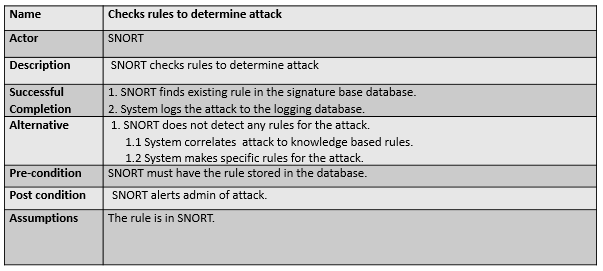 Name Checks rules to determine attack
Actor SNORT
Description SNORT checks rules to determine attack
Successful 1. SNORT finds existing rule in the signature base database.
Completion 2. System logs the attack to the logging database.
Alternative 1. SNORT does not detect any rules for the attack.
1.1 System correlates attack to knowledge based rules.
1.2 System makes specific rules for the attack.
Pre-condition SNORT must have the rule stored in the database.
Post condition SNORT alerts admin of attack.
Assumptions The rule is in SNORT.